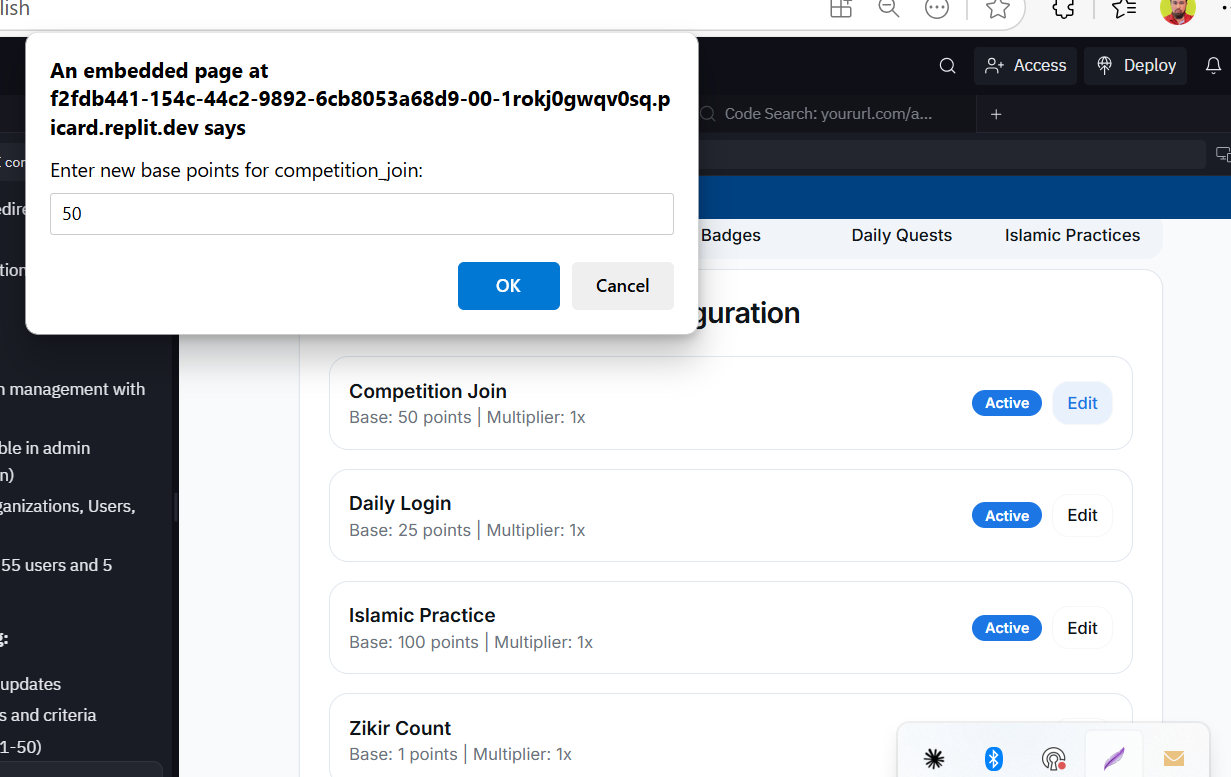 lish
An embedded page at
f2fdb441-154c-44c2-9892-6cb8053a68d9-00-1rokj0gwqv0sq.p
icard.replit.dev says
Enter new base points for competition_join:
50
OK
Cancel
Access
Deploy
Code Search: yoururl.com/a...
con
edire
tion
n management with
ble in admin
n)
ganizations, Users,
55 users and 5
g:
updates
s and criteria
1-50)
Badges
Daily Quests
Islamic Practices
guration
Competition Join
Base: 50 points | Multiplier: 1x
Active
Edit
Daily Login
Base: 25 points | Multiplier: 1x
Active
Edit
Islamic Practice
Base: 100 points | Multiplier: 1x
Active
Edit
Zikir Count
Base: 1 points | Multiplier: 1x